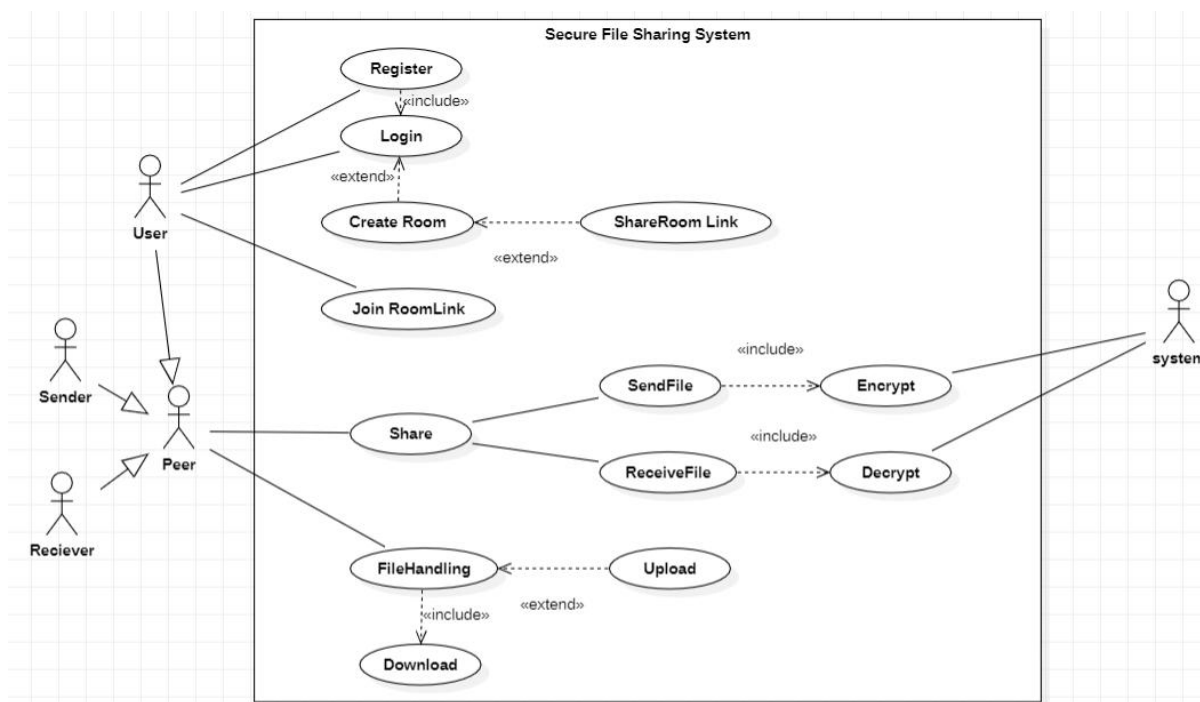 Secure File Sharing System
Register
«include»
Login
«extend»
User
Create Room
ShareRoom Link
«extend»
Join RoomLink
Sender
«include»
system
SendFile
Encrypt
Share
«include»
Peer
ReceiveFile
Decrypt
Reciever
FileHandling
Upload
«extend»
«include»
Download